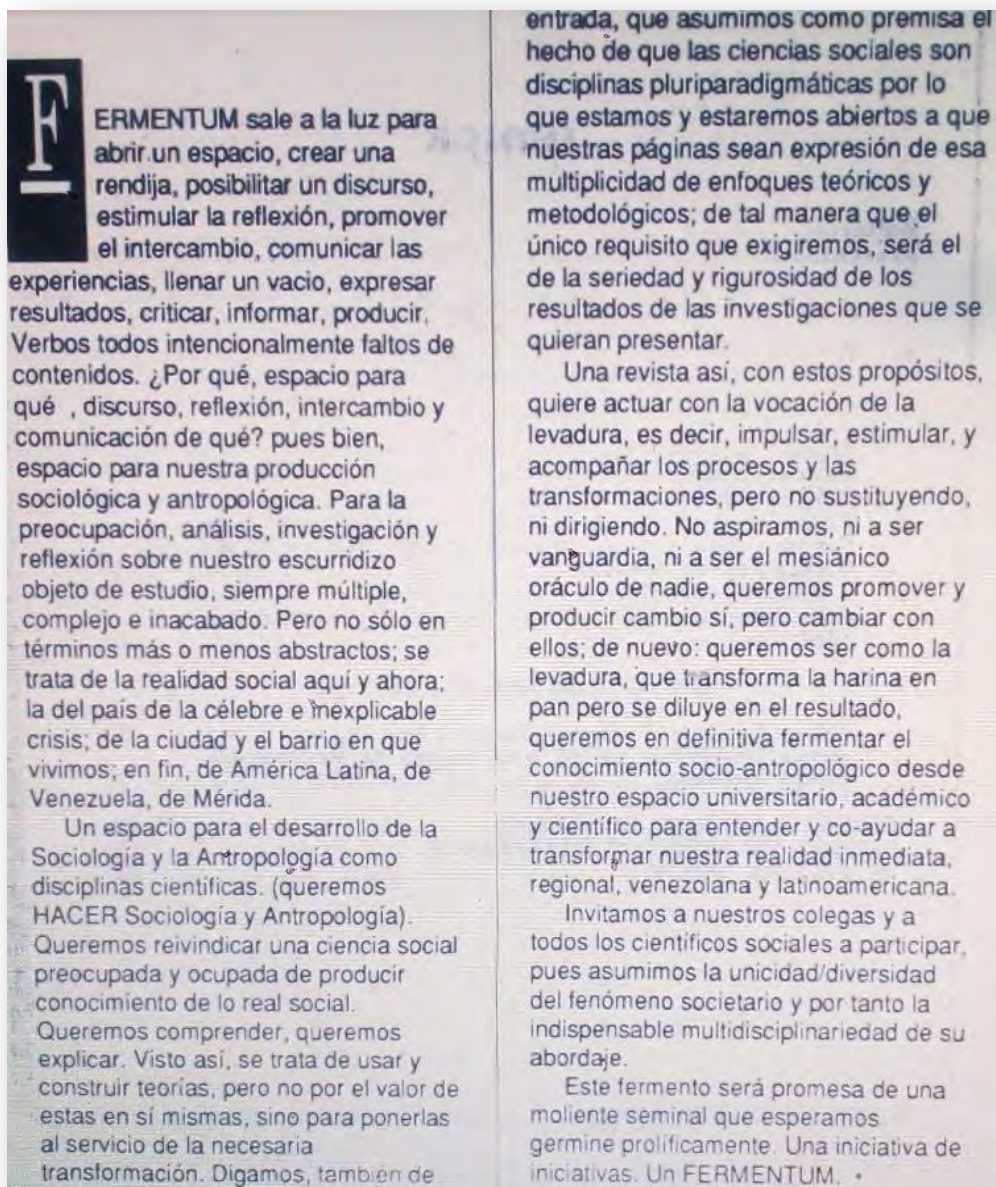 FERMENTUM sale a la luz para
abrir un espacio, crear una
rendija, posibilitar un discurso,
estimular la reflexión, promover
el intercambio, comunicar las
experiencias, llenar un vacio, expresar
resultados, criticar, informar, producir.
Verbos todos intencionalmente faltos de
contenidos. ¿Por qué, espacio para
qué , discurso, reflexión, intercambio y
comunicación de qué? pues bien,
espacio para nuestra producción
sociológica y antropológica. Para la
preocupación, análisis, investigación y
reflexión sobre nuestro escurridizo
objeto de estudio, siempre múltiple,
complejo e inacabado. Pero no sólo en
términos más o menos abstractos; se
trata de la realidad social aquí y ahora;
la del país de la célebre e inexplicable
crisis; de la ciudad y el barrio en que
vivimos; en fin, de América Latina, de
Venezuela, de Mérida.
Un espacio para el desarrollo de la
Sociología y la Antropología como
disciplinas científicas. (queremos
HACER Sociología y Antropología).
Queremos reivindicar una ciencia social
preocupada y ocupada de producir
conocimiento de lo real social.
Queremos comprender, queremos
explicar. Visto así, se trata de usar y
construir teorías, pero no por el valor de
estas en sí mismas, sino para ponerlas
al servicio de la necesaria
transformación. Digamos, también de
entrada, que asumimos como premisa el
hecho de que las ciencias sociales son
disciplinas pluriparadigmáticas por lo
que estamos y estaremos abiertos a que
nuestras páginas sean expresión de esa
multiplicidad de enfoques teóricos y
metodológicos; de tal manera que el
único requisito que exigiremos, será el
de la seriedad y rigurosidad de los
resultados de las investigaciones que se
quieran presentar.
Una revista así, con estos propósitos,
quiere actuar con la vocación de la
levadura, es decir, impulsar, estimular, y
acompañar los procesos y las
transformaciones, pero no sustituyendo,
ni dirigiendo. No aspiramos, ni a ser
vanguardia, ni a ser el mesiánico
oráculo de nadie, queremos promover y
producir cambio sí, pero cambiar con
ellos; de nuevo: queremos ser como la
levadura, que transforma la harina en
pan pero se diluye en el resultado,
queremos en definitiva fermentar el
conocimiento socio-antropológico desde
nuestro espacio universitario, académico
y científico para entender y co-ayudar a
transformar nuestra realidad inmediata,
regional, venezolana y latinoamericana.
Invitamos a nuestros colegas y a
todos los científicos sociales a participar,
pues asumimos la unicidad/diversidad
del fenómeno societario y por tanto la
indispensable multidisciplinariedad de su
abordaje.
Este fermento será promesa de una
moliente seminal que esperamos
germine prolíficamente. Una iniciativa de
iniciativas. Un FERMENTUM. •